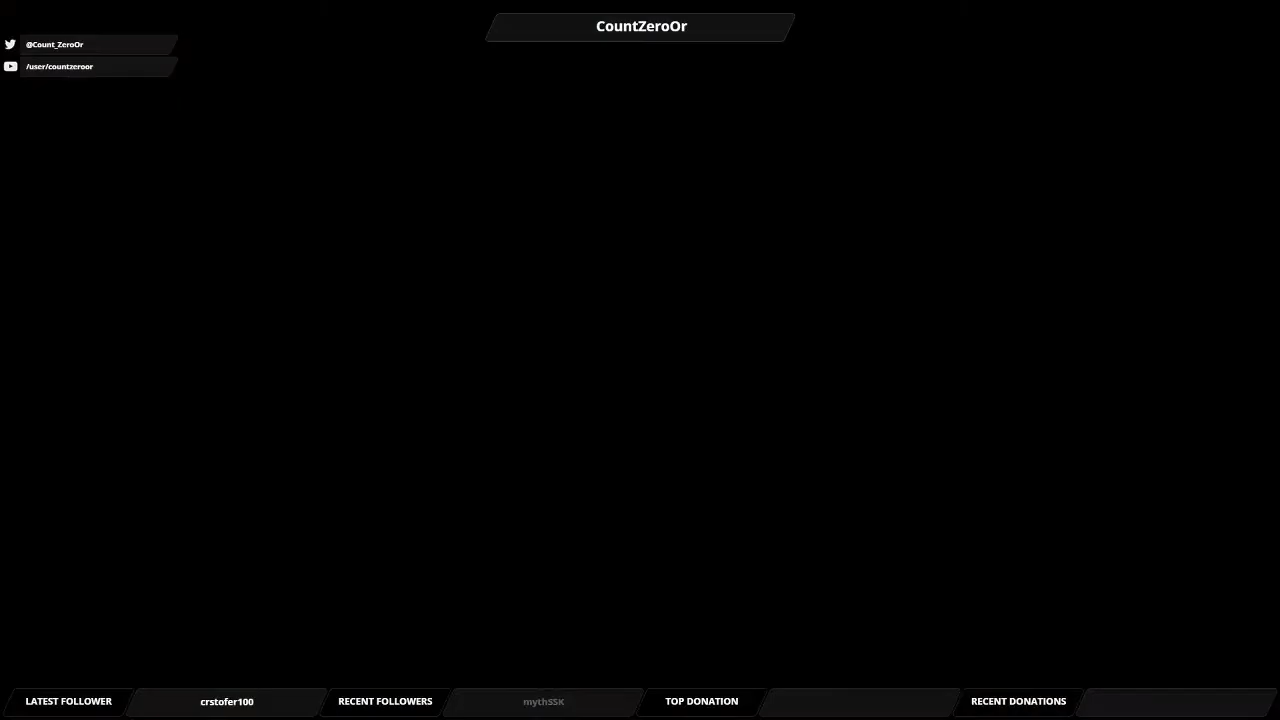 CountZeroOr
@Count_ZeroOr
/user/countzeroor
LATEST FOLLOWER crstofer100 RECENT FOLLOWERS mythSSK TOP DONATION RECENT DONATIONS